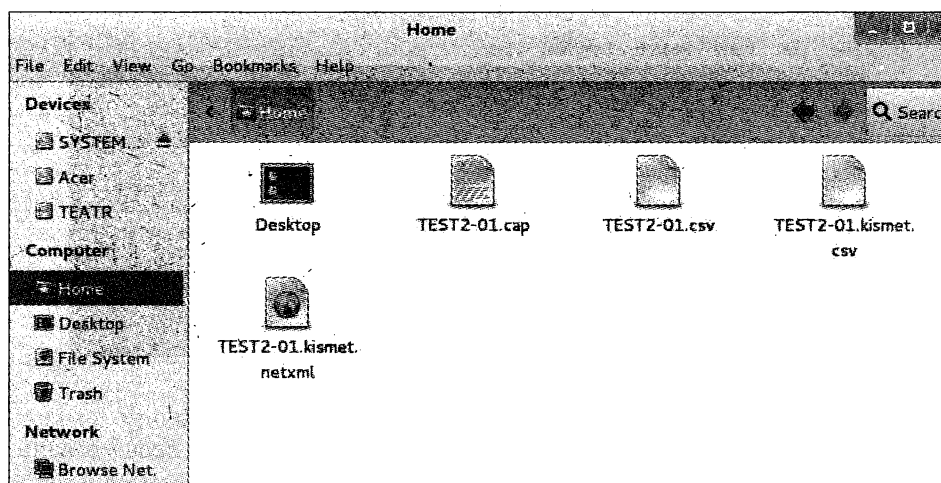 Home
File Edit View Go Bookmarks Help
Devices
SYSTEM...
Acer
TEATR
Computer
Home
Desktop
File System
Trash
Network
Browse Net.
Home
Searc
Desktop
TEST2-01.cap
TEST2-01.csv
TEST2-01.kismet.
csv
TEST2-01.kismet.
netxml